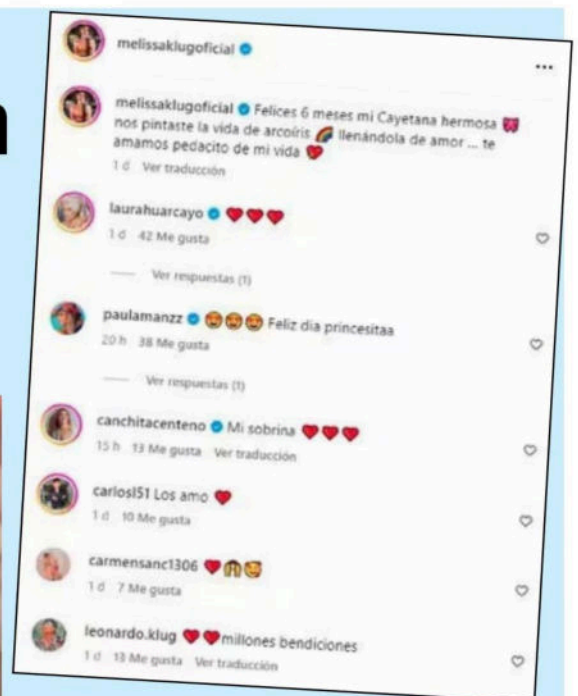 melissaklugoficial
melissaklugoficial Felices 6 meses mi Cayetana hermosa 🎀
nos pintaste la vida de arcoíris 🌈 llenándola de amor ... te
amamos pedacito de mi vida ❤️
1 d Ver traducción
laurahuarcayo ❤️❤️❤️
1 d 42 Me gusta
Ver respuestas (1)
paulamanzz 😍😍😍 Feliz dia princesitaa
20 h 38 Me gusta
Ver respuestas (1)
canchitacenteno Mi sobrina ❤️❤️❤️
15 h 13 Me gusta Ver traducción
carlosl51 Los amo ❤️
1 d 10 Me gusta
carmensanc1306 ❤️🙌🥰
1 d 7 Me gusta
leonardo.klug ❤️❤️millones bendiciones
1 d 13 Me gusta Ver traducción